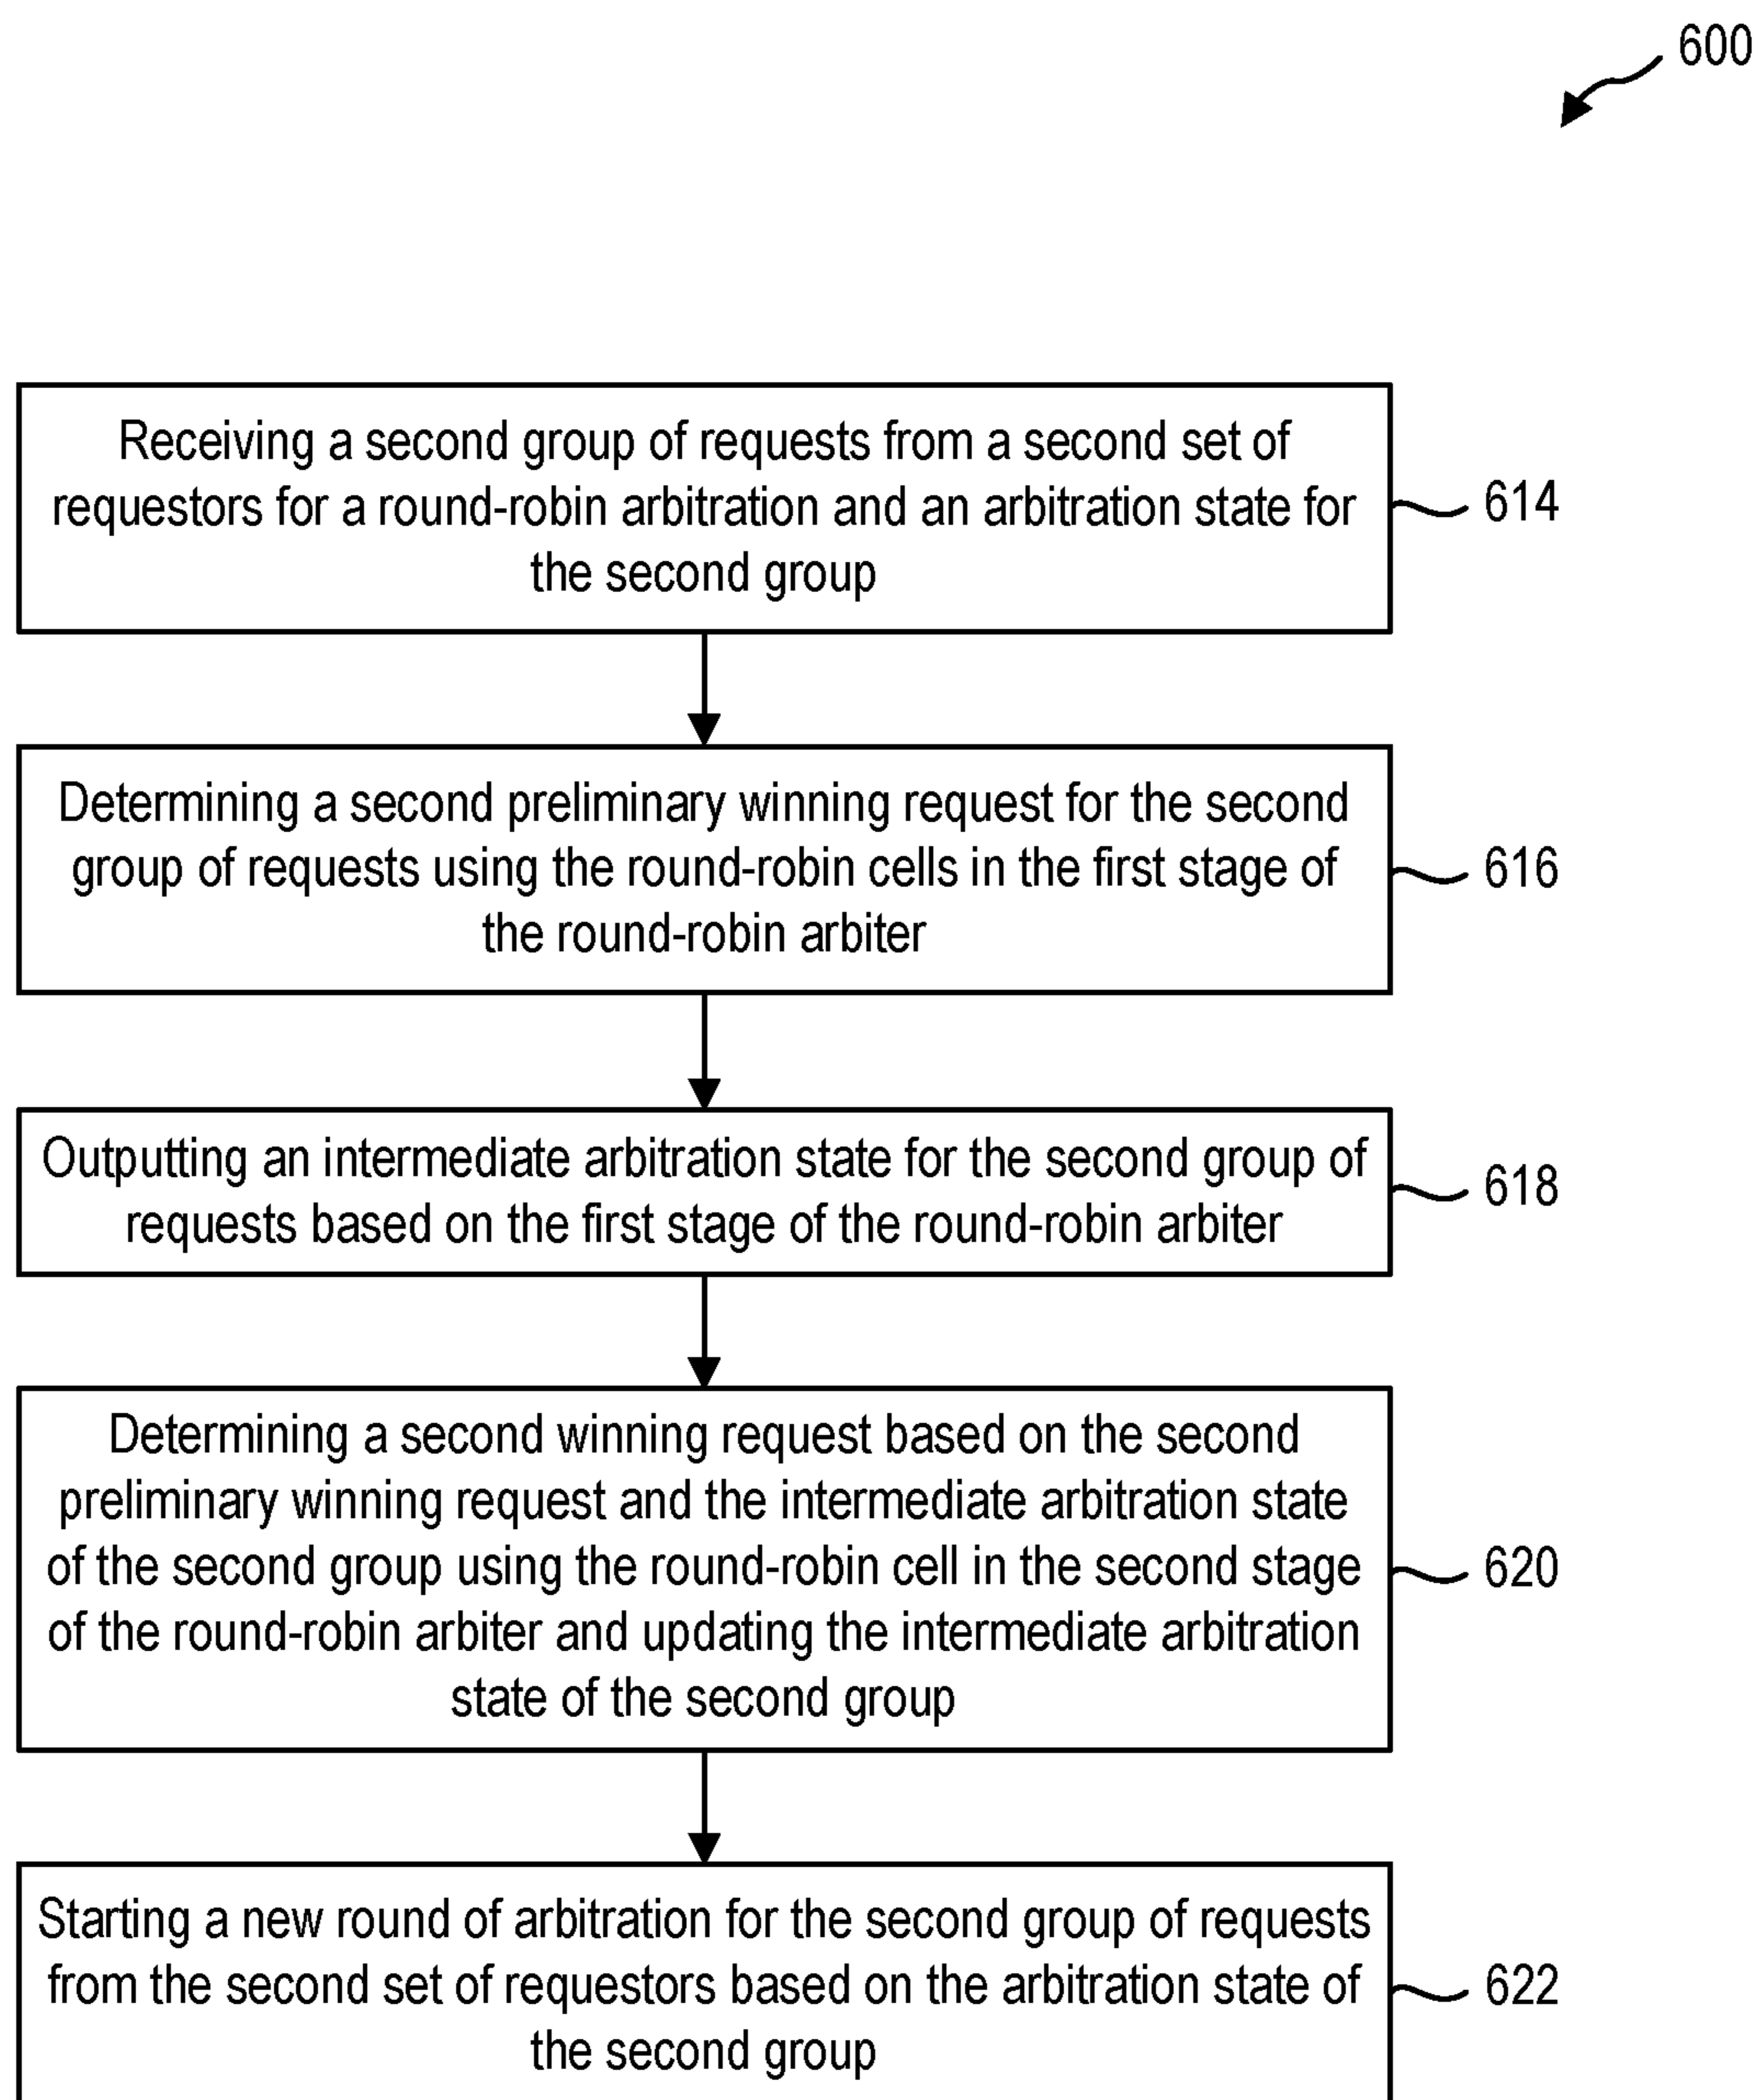 600
Receiving a second group of requests from a second set of
requestors for a round-robin arbitration and an arbitration state for
the second group
614
Determining a second preliminary winning request for the second
group of requests using the round-robin cells in the first stage of
the round-robin arbiter
616
Outputting an intermediate arbitration state for the second group of
requests based on the first stage of the round-robin arbiter
618
Determining a second winning request based on the second
preliminary winning request and the intermediate arbitration state
of the second group using the round-robin cell in the second stage
of the round-robin arbiter and updating the intermediate arbitration
state of the second group
620
Starting a new round of arbitration for the second group of requests
from the second set of requestors based on the arbitration state of
the second group
622